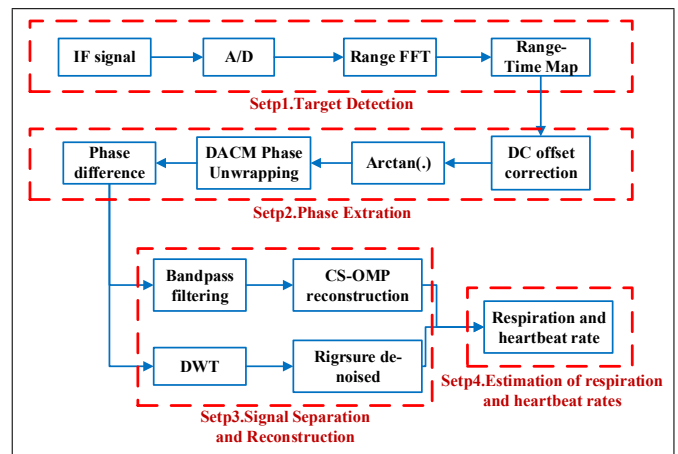 IF signal
A/D
Range FFT
Range-
Time Map
Setp1.Target Detection
Phase
difference
DACM Phase
Unwrapping
Arctan(.)
DC offset
correction
Setp2.Phase Extration
Bandpass
filtering
CS-OMP
reconstruction
DWT
Rigrsure de-
noised
Setp3.Signal Separation
and Reconstruction
Respiration and
heartbeat rate
Setp4.Estimation of respiration
and heartbeat rates